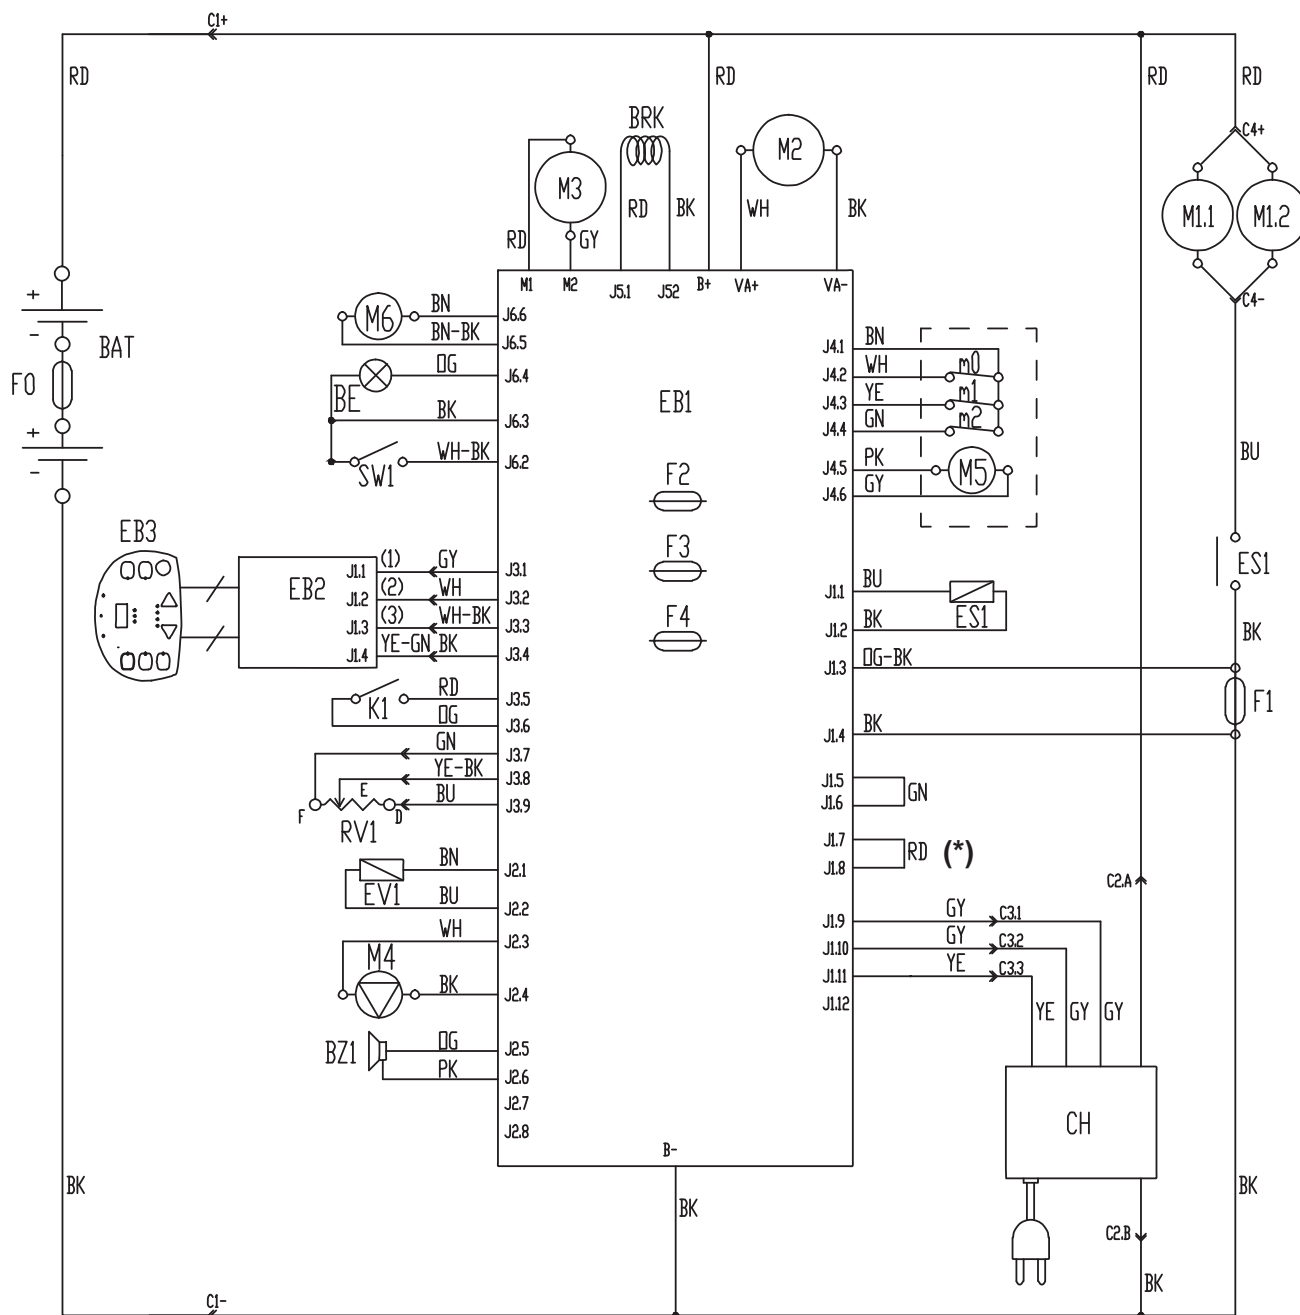 C1+
RD
RD
RD
RD
BRK
M2
C4+
M3
M1.1
M1.2
RD
GY
RD
BK
WH
BK
M1
M2
J5.1
J52
B+
VA+
VA-
C4-
+
-
BAT
F0
+
-
M6
BN
J6.6
BN-BK
J6.5
OG
J6.4
BE
BK
J6.3
WH-BK
J6.2
SW1
EB1
F2
F3
F4
J4.1
BN
J4.2
WH
m0
J4.3
YE
m1
J4.4
GN
m2
J4.5
PK
M5
J4.6
GY
BU
ES1
BK
EB3
EB2
J1.1
(1)
GY
J3.1
J1.2
(2)
WH
J3.2
J1.3
(3)
WH-BK
J3.3
J1.4
YE-GN
BK
J3.4
J1.1
BU
ES1
J1.2
BK
J1.3
OG-BK
F1
J1.4
BK
K1
RD
J3.5
OG
J3.6
GN
J3.7
YE-BK
J3.8
E
BU
J3.9
F
D
RV1
J1.5
J1.6
GN
J1.7
J1.8
RD
(*)
C2.A
BN
J2.1
EV1
BU
J2.2
WH
J2.3
M4
BK
J2.4
BZ1
OG
J2.5
PK
J2.6
J2.7
J2.8
J1.9
GY
C3.1
J1.10
GY
C3.2
J1.11
YE
C3.3
J1.12
YE
GY
GY
CH
B-
BK
BK
BK
C2.B
BK
C1-